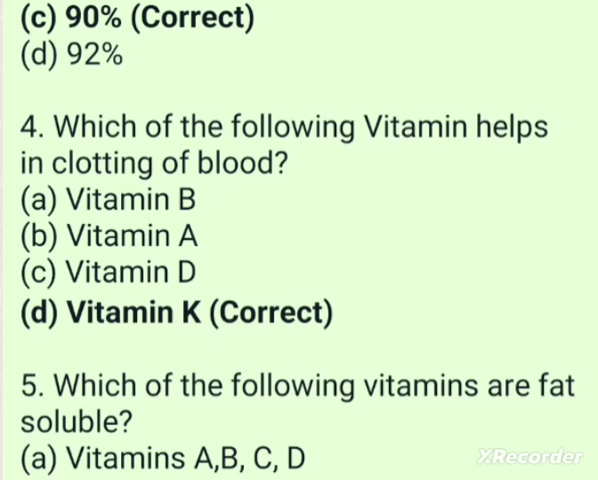 (c) 90% (Correct)
(d) 92%
4. Which of the following Vitamin helps
in clotting of blood?
(a) Vitamin B
(b) Vitamin A
(c) Vitamin D
(d) Vitamin K (Correct)
5. Which of the following vitamins are fat
soluble?
(a) Vitamins A,B, C, D
XRecorder